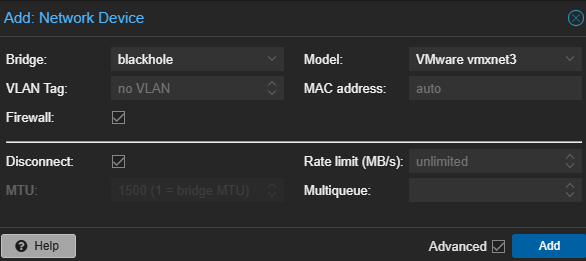 Add: Network Device
Bridge: blackhole Model: VMware vmxnet3
VLAN Tag: no VLAN MAC address: auto
Firewall:
Disconnect: Rate limit (MB/s): unlimited
MTU: 1500 (1 = bridge MTU) Multiqueue:
? Help Advanced Add